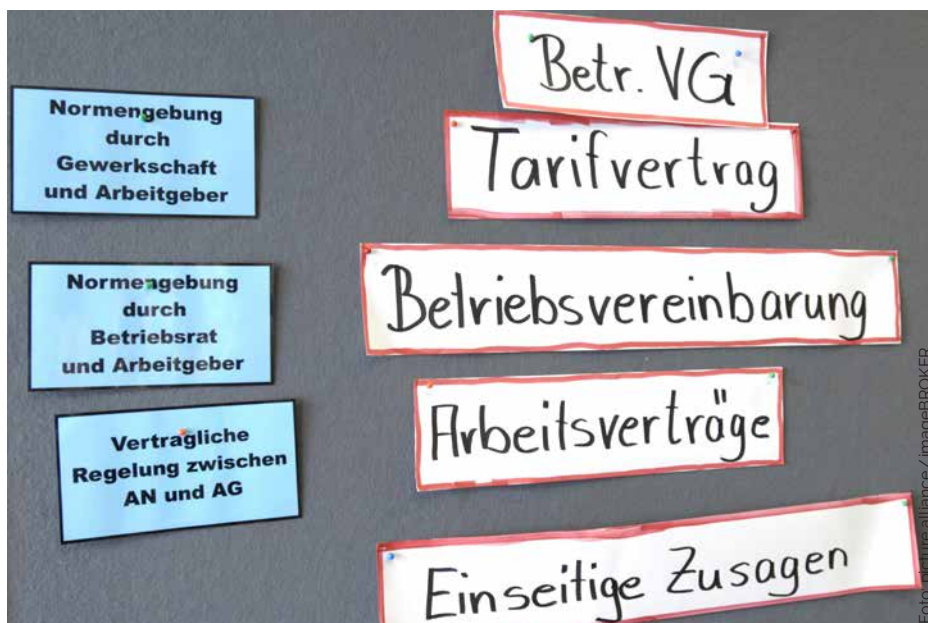 Betr. VG
Normengebung
durch
Gewerkschaft
und Arbeitgeber
Tarifvertrag
Normengebung
durch
Betriebsrat
und Arbeitgeber
Betriebsvereinbarung
Vertragliche
Regelung zwischen
AN und AG
Arbeitsverträge
Einseitige Zusagen
Foto: picture alliance / imageBROKER